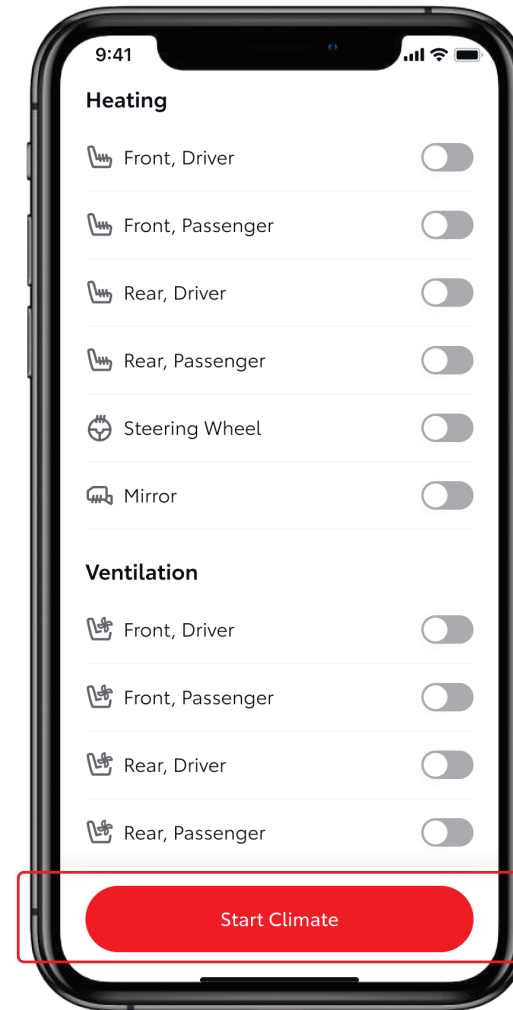 9:41
Heating
Front, Driver
Front, Passenger
Rear, Driver
Rear, Passenger
Steering Wheel
Mirror
Ventilation
Front, Driver
Front, Passenger
Rear, Driver
Rear, Passenger
Start Climate